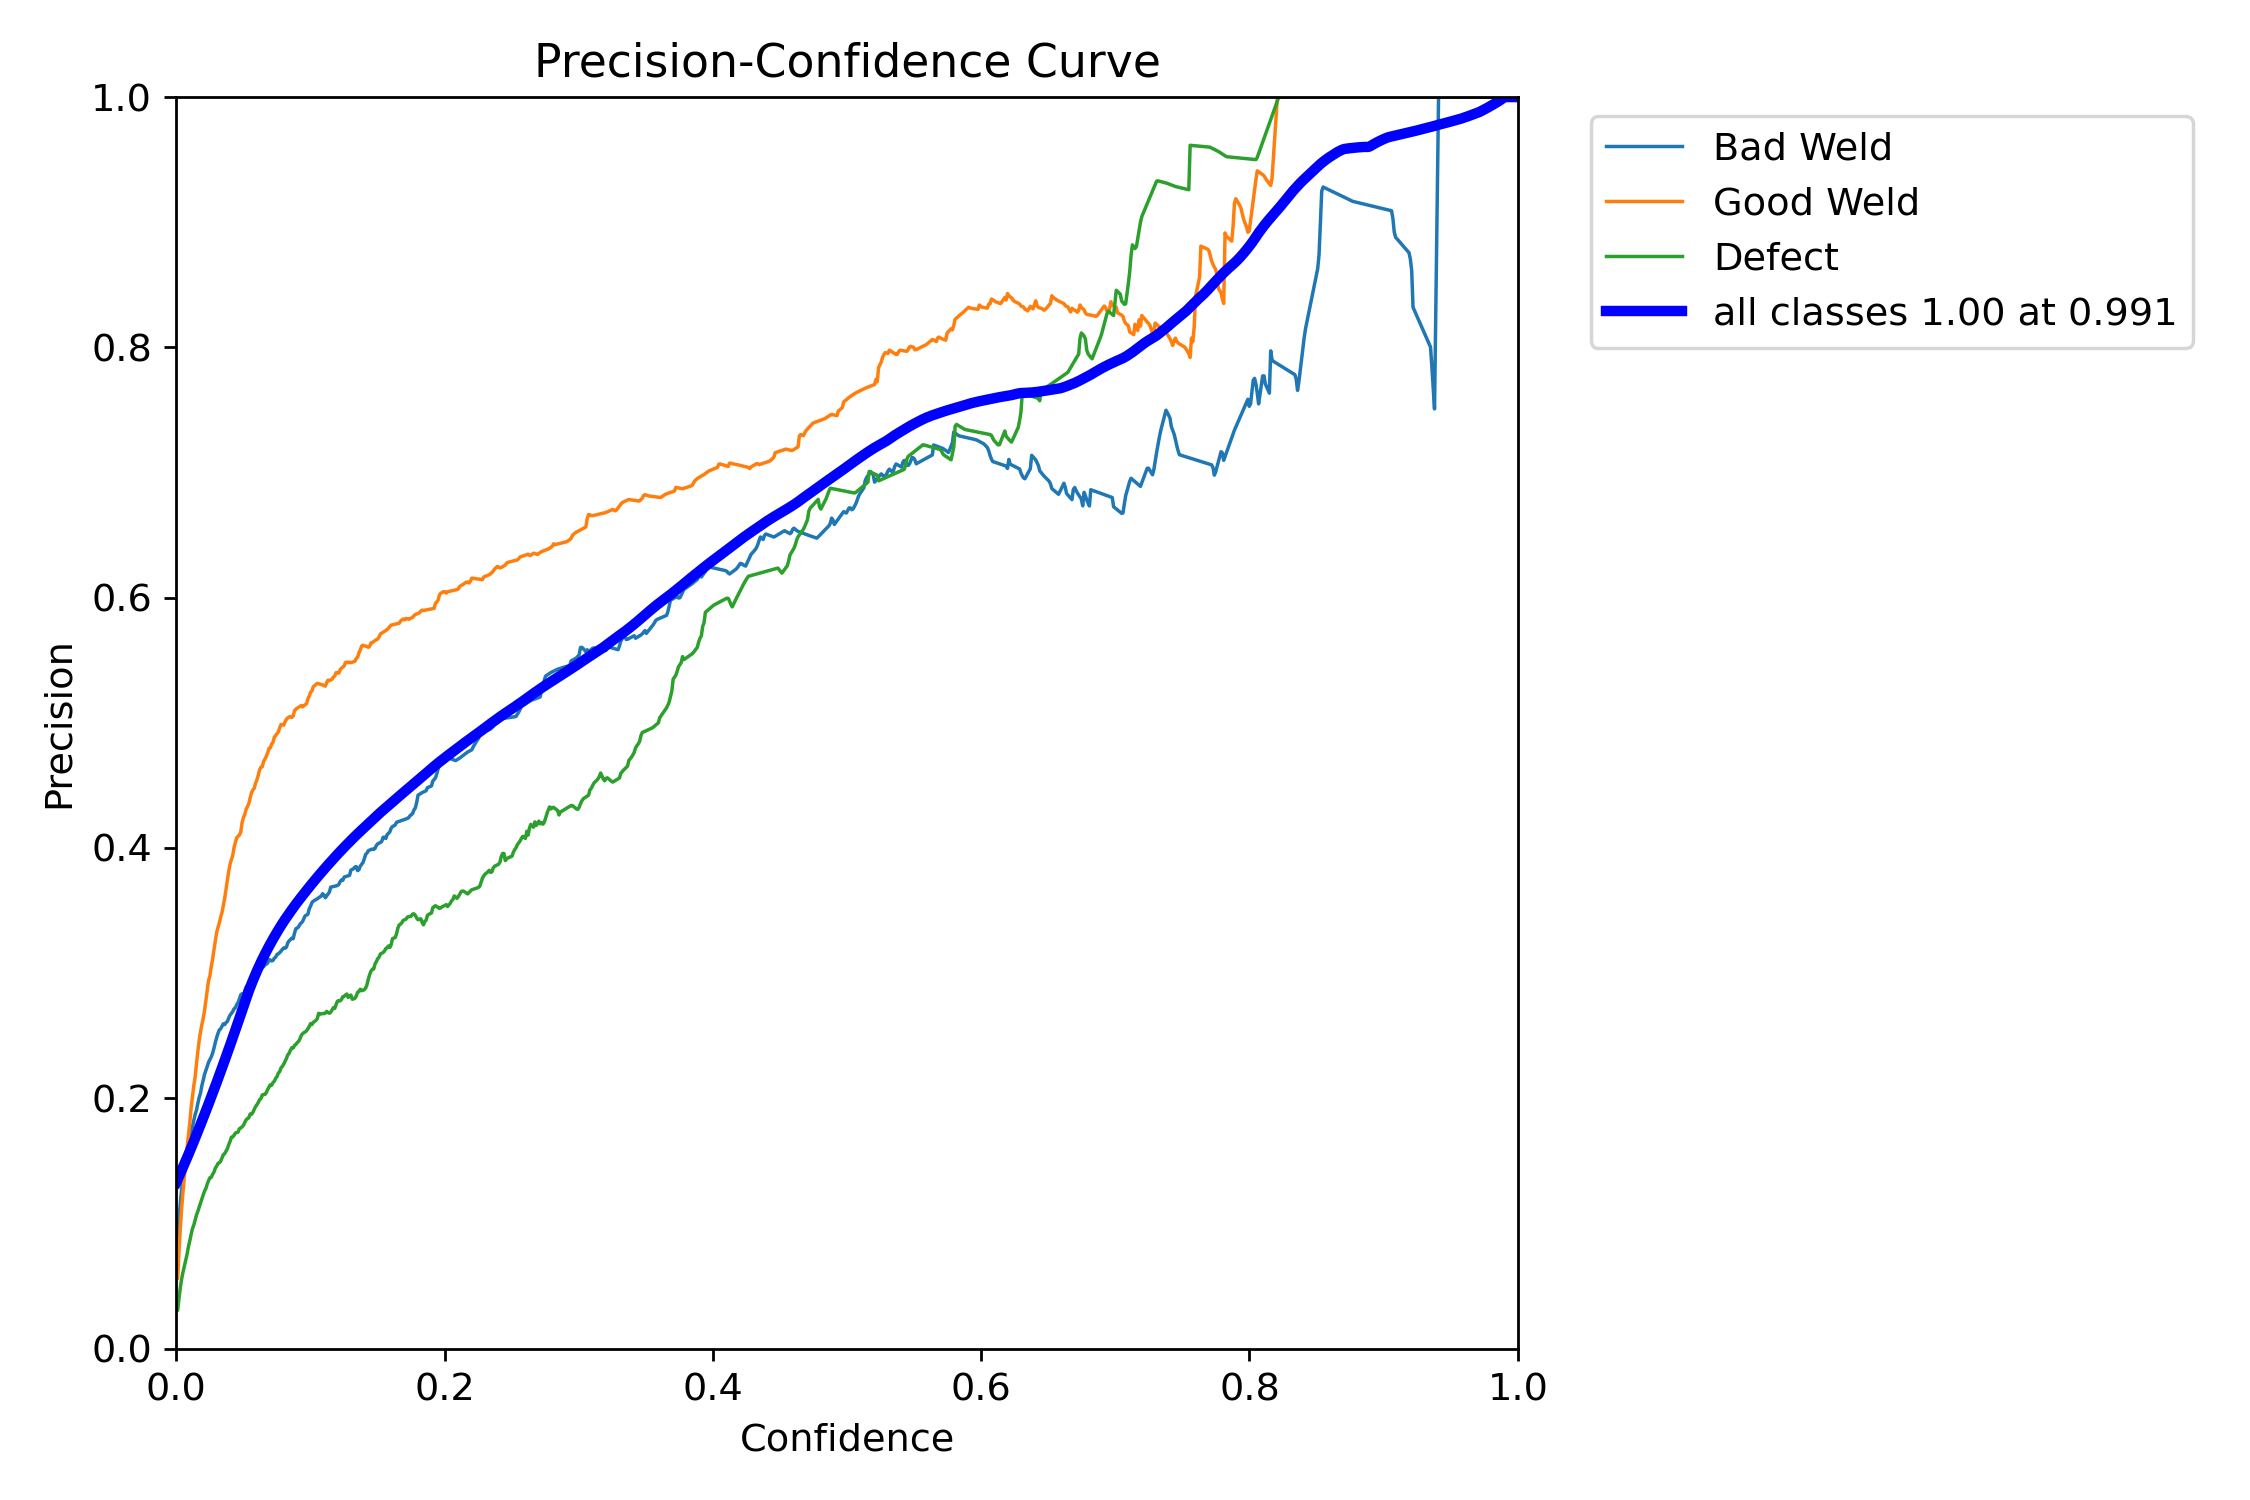 Precision-Confidence Curve
1.0
0.8
0.6
0.4
0.2
0.0
Precision
0.0 0.2 0.4 0.6 0.8 1.0
Confidence
Bad Weld
Good Weld
Defect
all classes 1.00 at 0.991